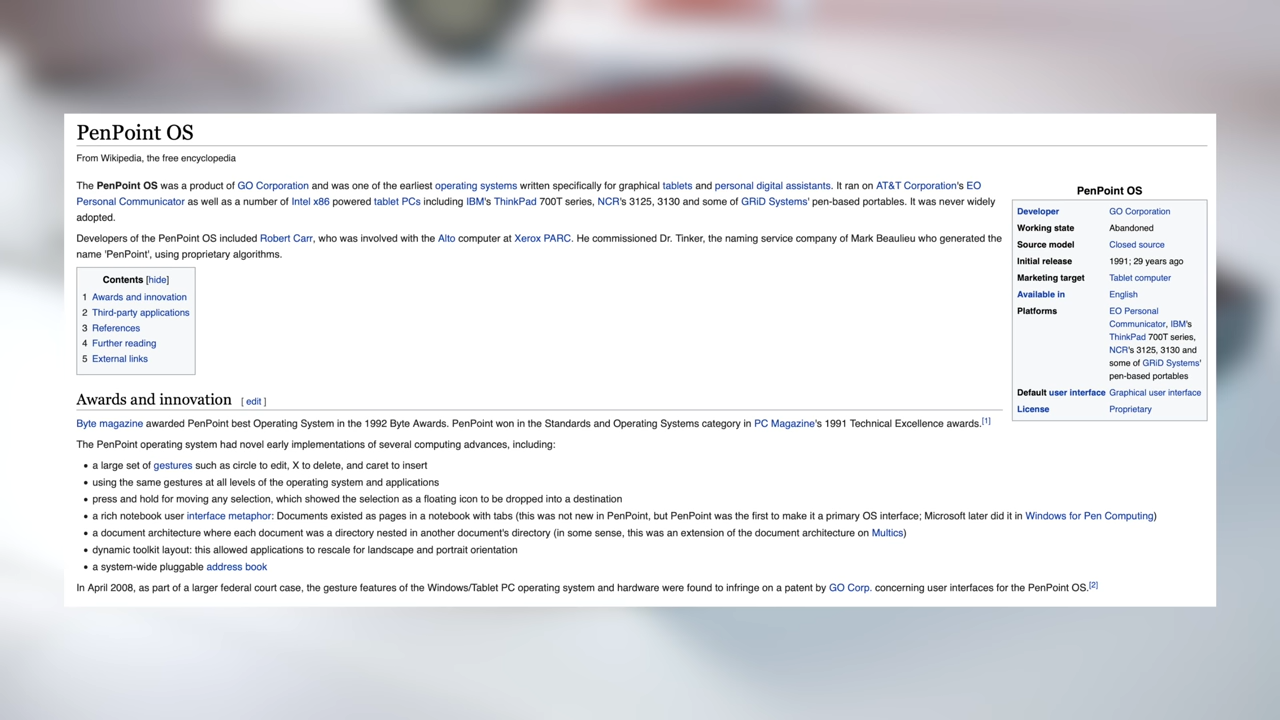 PenPoint OS
From Wikipedia, the free encyclopedia
The PenPoint OS was a product of GO Corporation and was one of the earliest operating systems written specifically for graphical tablets and personal digital assistants. It ran on AT&T Corporation's EO
Personal Communicator as well as a number of Intel x86 powered tablet PCs including IBM's ThinkPad 700T series, NCR's 3125, 3130 and some of GRiD Systems' pen-based portables. It was never widely
adopted.
Developers of the PenPoint OS included Robert Carr, who was involved with the Alto computer at Xerox PARC. He commissioned Dr. Tinker, the naming service company of Mark Beaulieu who generated the
name 'PenPoint', using proprietary algorithms.
Contents [hide]
1 Awards and innovation
2 Third-party applications
3 References
4 Further reading
5 External links
PenPoint OS
Developer GO Corporation
Working state Abandoned
Source model Closed source
Initial release 1991; 29 years ago
Marketing target Tablet computer
Available in English
Platforms EO Personal
Communicator, IBM's
ThinkPad 700T series,
NCR's 3125, 3130 and
some of GRiD Systems'
pen-based portables
Default user interface Graphical user interface
License Proprietary
Awards and innovation [ edit ]
Byte magazine awarded PenPoint best Operating System in the 1992 Byte Awards. PenPoint won in the Standards and Operating Systems category in PC Magazine's 1991 Technical Excellence awards.[1]
The PenPoint operating system had novel early implementations of several computing advances, including:
• a large set of gestures such as circle to edit, X to delete, and caret to insert
• using the same gestures at all levels of the operating system and applications
• press and hold for moving any selection, which showed the selection as a floating icon to be dropped into a destination
• a rich notebook user interface metaphor: Documents existed as pages in a notebook with tabs (this was not new in PenPoint, but PenPoint was the first to make it a primary OS interface; Microsoft later did it in Windows for Pen Computing)
• a document architecture where each document was a directory nested in another document's directory (in some sense, this was an extension of the document architecture on Multics)
• dynamic toolkit layout: this allowed applications to rescale for landscape and portrait orientation
• a system-wide pluggable address book
In April 2008, as part of a larger federal court case, the gesture features of the Windows/Tablet PC operating system and hardware were found to infringe on a patent by GO Corp. concerning user interfaces for the PenPoint OS.[2]